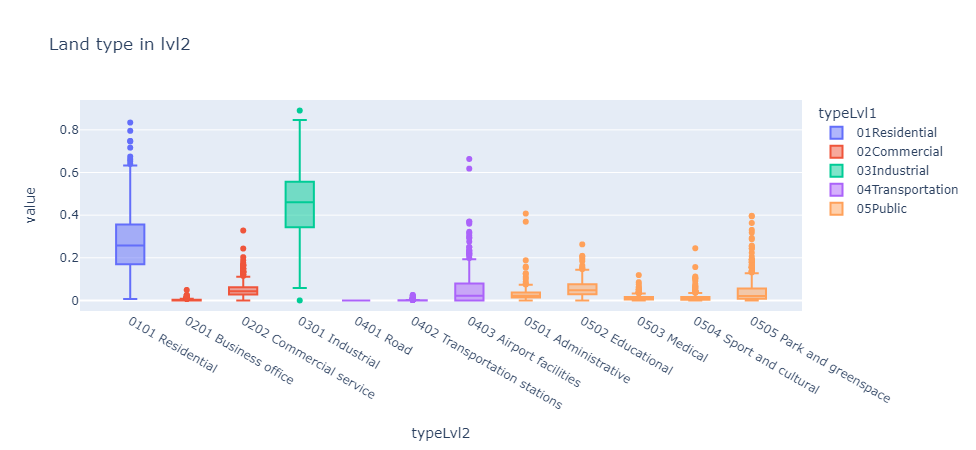 Land type in lvl2
typeLvl1
01Residential
02Commercial
03Industrial
04Transportation
05Public
value
0.8
0.6
0.4
0.2
0
0101 Residential
0201 Business office
0202 Commercial service
0301 Industrial
0401 Road
0402 Transportation stations
0403 Airport facilities
0501 Administrative
0502 Educational
0503 Medical
0504 Sport and cultural
0505 Park and greenspace
typeLvl2